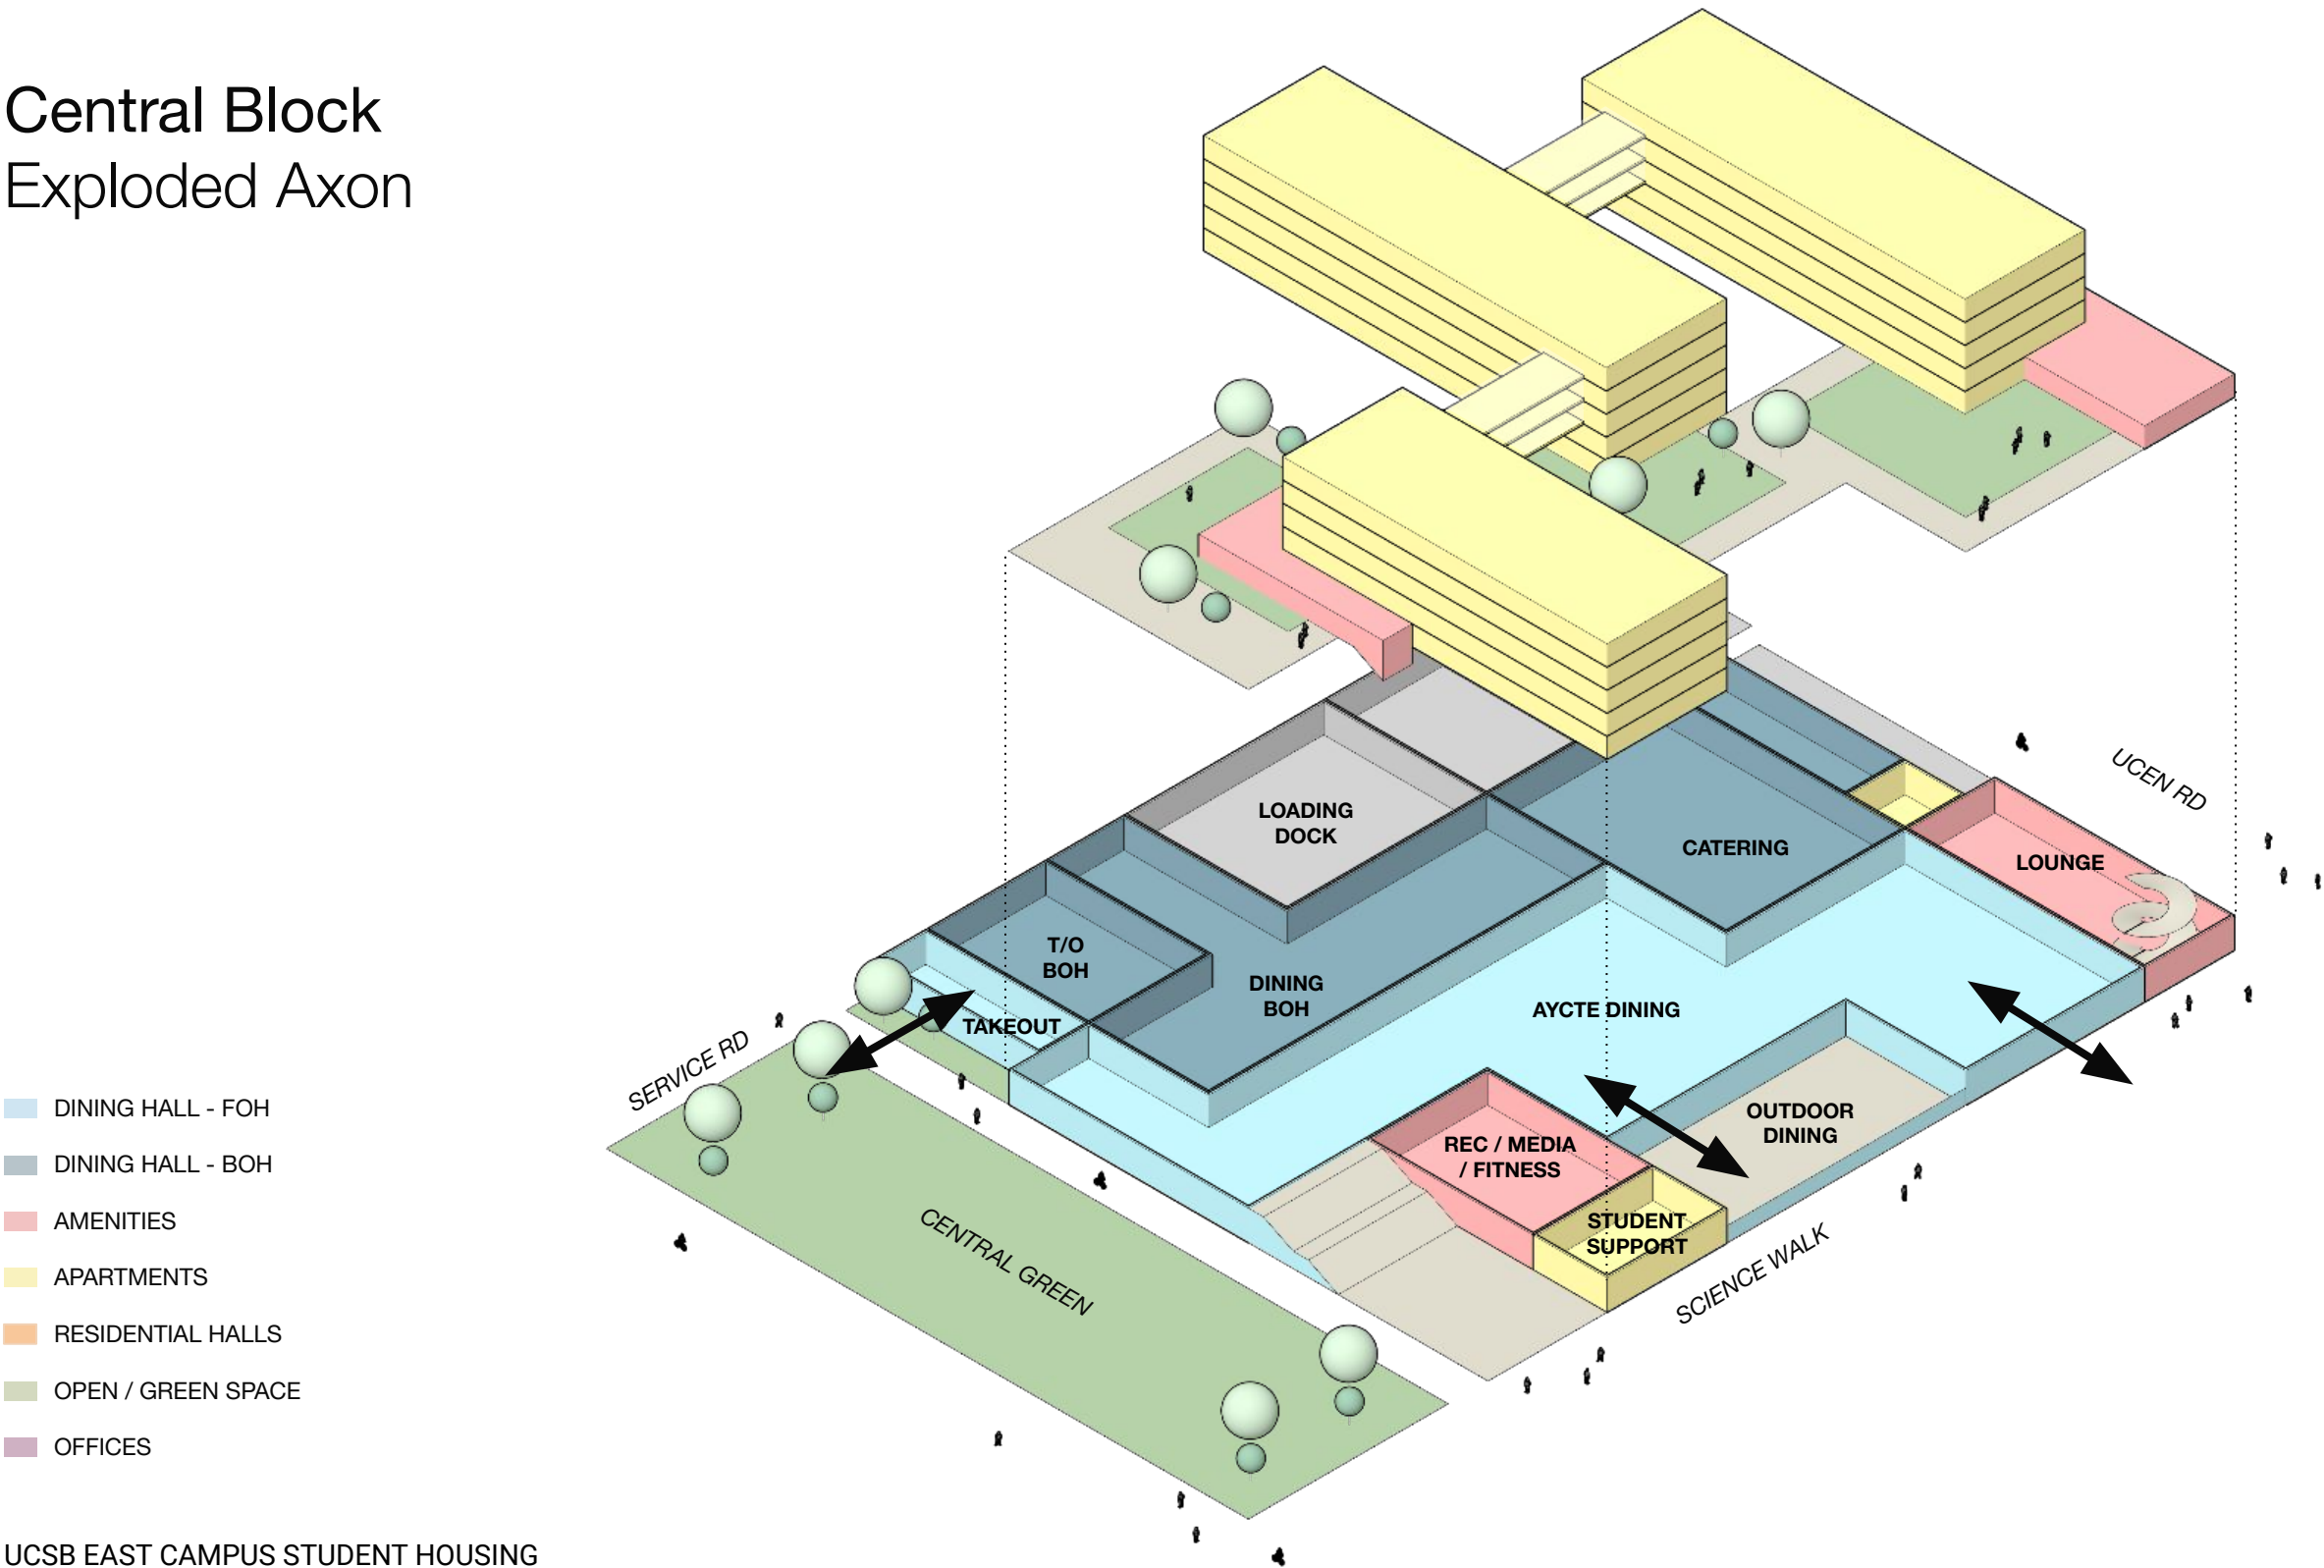 Central Block
Exploded Axon
UCEN RD
LOADING
DOCK
CATERING
LOUNGE
T/O
BOH
DINING
BOH
AYCTE DINING
TAKEOUT
SERVICE RD
OUTDOOR
DINING
REC / MEDIA
/ FITNESS
STUDENT
SUPPORT
CENTRAL GREEN
SCIENCE WALK
DINING HALL - FOH
DINING HALL - BOH
AMENITIES
APARTMENTS
RESIDENTIAL HALLS
OPEN / GREEN SPACE
OFFICES
UCSB EAST CAMPUS STUDENT HOUSING